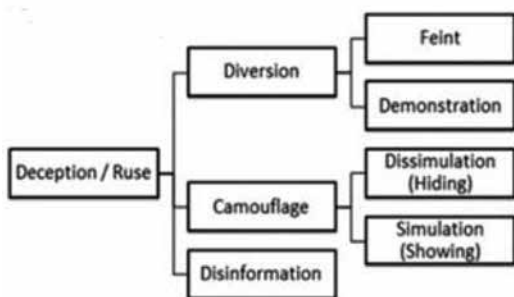 Deception / Ruse
Diversion
Feint
Demonstration
Camouflage
Dissimulation
(Hiding)
Simulation
(Showing)
Disinformation